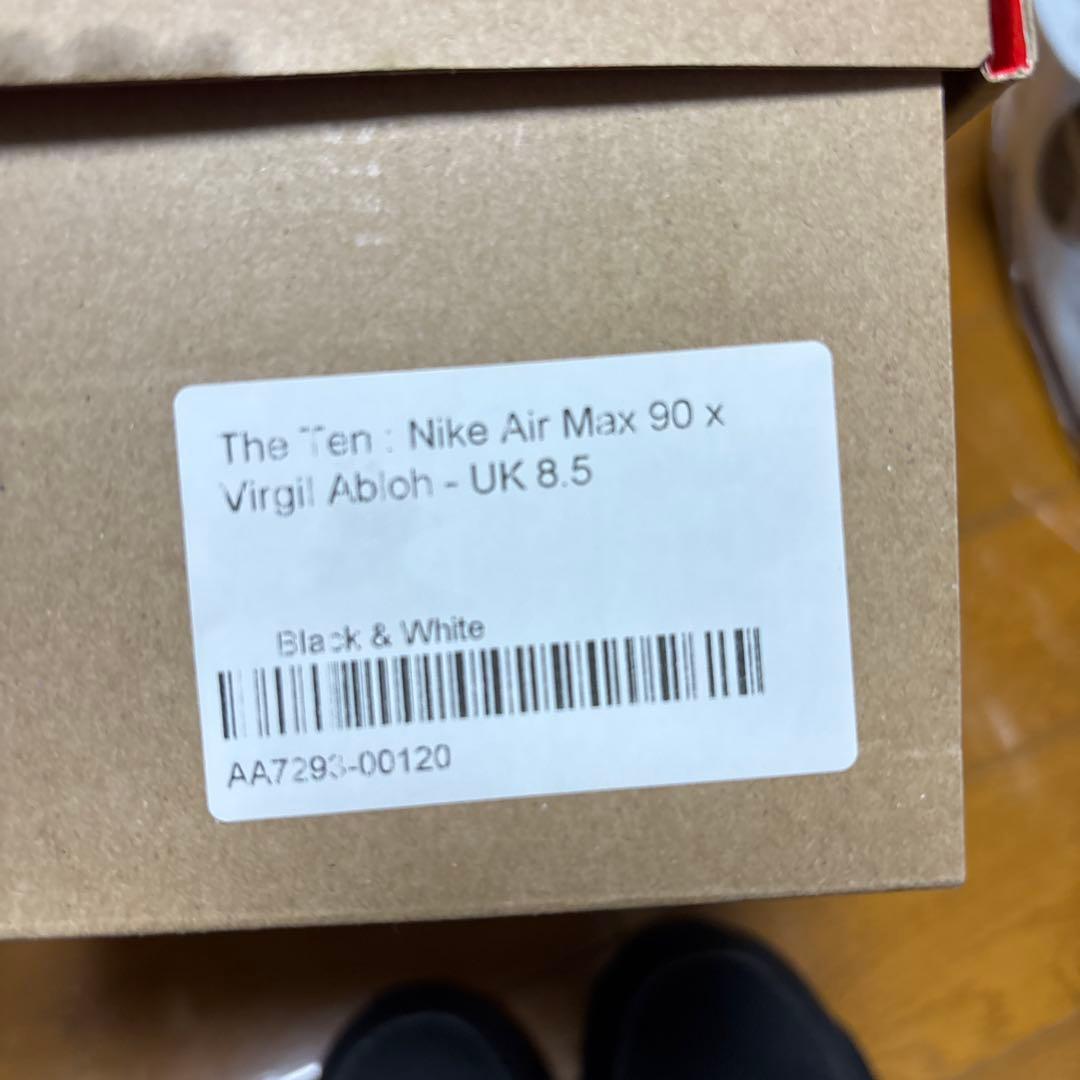 The Ten : Nike Air Max 90 x
Virgil Abloh - UK 8.5
Black & White
AA7293-00120